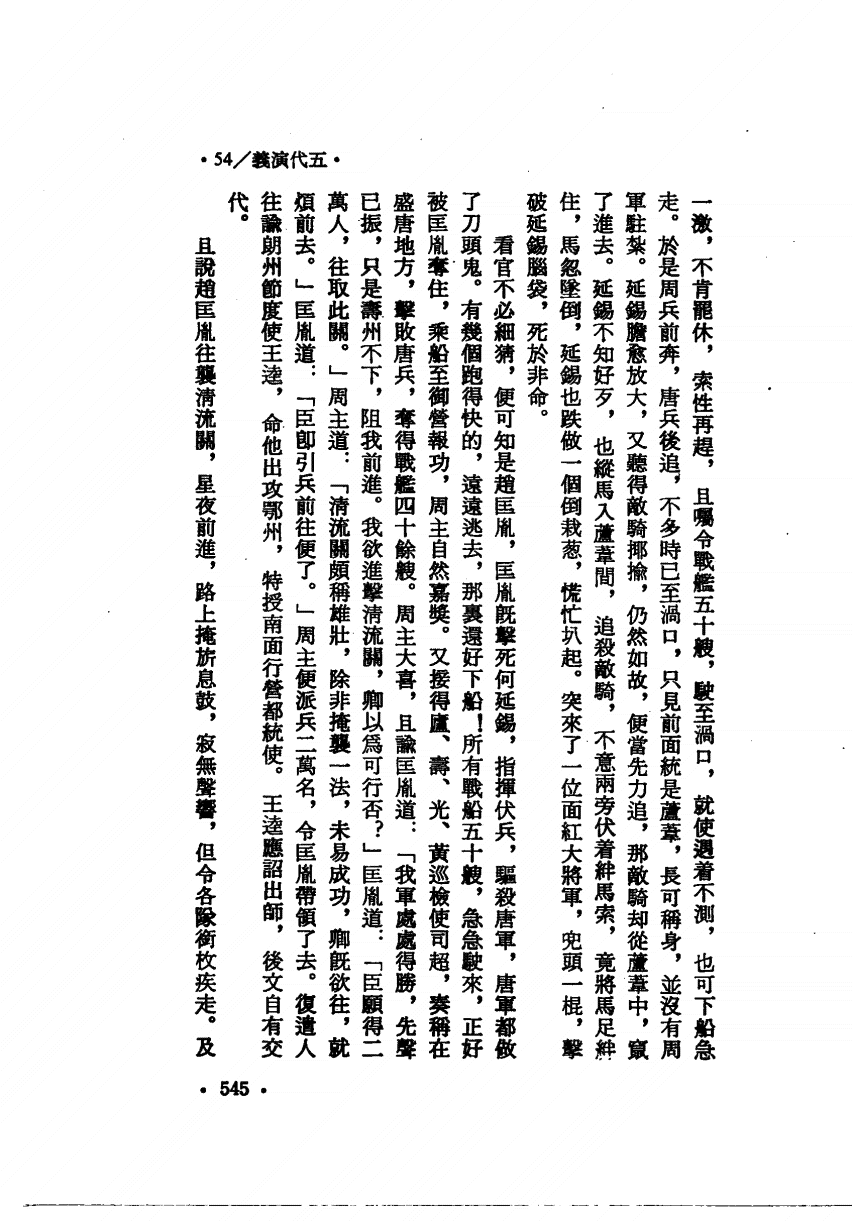 •54／義演代五•
一激，不肯罷休，索性再趕，且囑令戰艦五十艘，駛至渦口，就使遇着不測，也可下船急
走。於是周兵前奔，唐兵後追，不多時已至渦口，只見前面統是蘆葦，長可稱身，並沒有周
軍駐紮。延錫膽愈放大，又聽得敵騎揶揄，仍然如故，便當先力追，那敵騎却從蘆葦中，竄
了進去。延錫不知好歹，也縱馬入蘆葦間，追殺敵騎，不意兩旁伏着絆馬索，竟將馬足絆
住，馬忽墜倒，延錫也跌做一個倒栽葱，慌忙扒起。突來了一位面紅大將軍，兜頭一棍，擊
破延錫腦袋，死於非命。
看官不必細猜，便可知是趙匡胤，匡胤旣擊死何延錫，指揮伏兵，驅殺唐軍，唐軍都做
了刀頭鬼。有幾個跑得快的，遠遠逃去，那裏還好下船！所有戰船五十艘，急急駛來，正好
被匡胤奪住，乘船至御營報功，周主自然嘉獎。又接得廬、壽、光、黃巡檢使司超，奏稱在
盛唐地方，擊敗唐兵，奪得戰艦四十餘艘。周主大喜，且諭匡胤道：「我軍處處得勝，先聲
已振，只是壽州不下，阻我前進。我欲進擊清流關，卿以爲可行否？」匡胤道：「臣願得二
萬人，往取此關。」周主道：「清流關頗稱雄壯，除非掩襲一法，未易成功，卿旣欲往，就
煩前去。」匡胤道：「臣卽引兵前往便了。」周主便派兵二萬名，令匡胤帶領了去。復遣人
往諭朗州節度使王逵，命他出攻鄂州，特授南面行營都統使。王逵應詔出師，後文自有交
代。
且說趙匡胤往襲清流關，星夜前進，路上掩旂息鼓，寂無聲響，但令各隊銜枚疾走。及
•545•